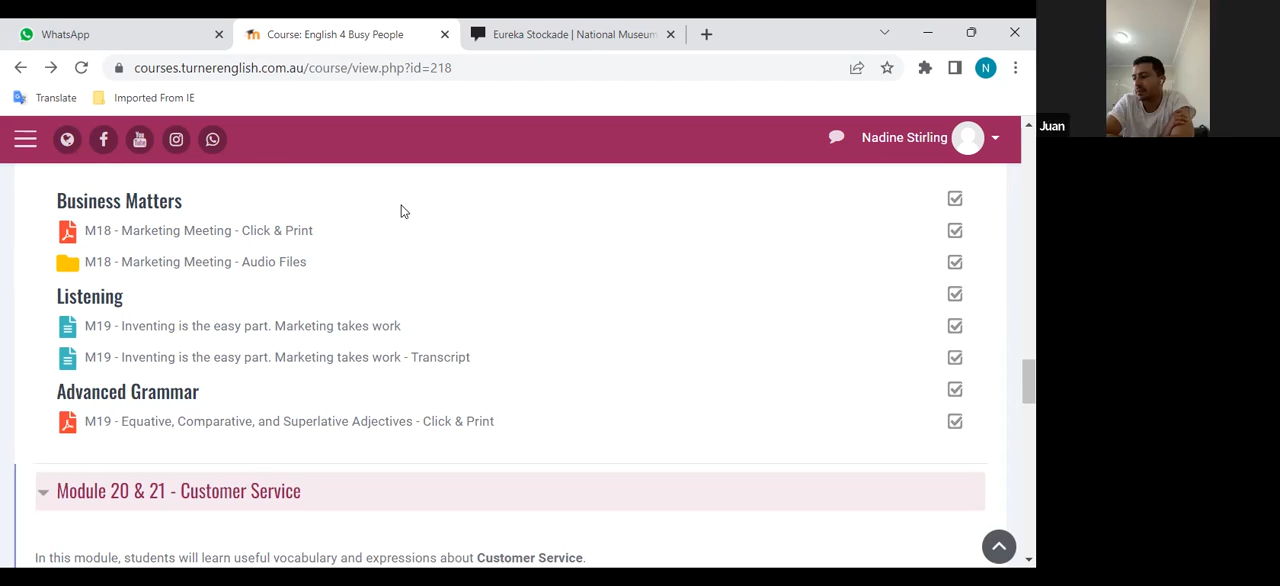 WhatsApp
Course: English 4 Busy People
Eureka Stockade | National Museum
courses.turnerenglish.com.au/course/view.php?id=218
N
Translate
Imported From IE
Nadine Stirling
Juan
Business Matters
M18 - Marketing Meeting - Click & Print
M18 - Marketing Meeting - Audio Files
Listening
M19 - Inventing is the easy part. Marketing takes work
M19 - Inventing is the easy part. Marketing takes work - Transcript
Advanced Grammar
M19 - Equative, Comparative, and Superlative Adjectives - Click & Print
Module 20 & 21 - Customer Service
In this module, students will learn useful vocabulary and expressions about Customer Service.